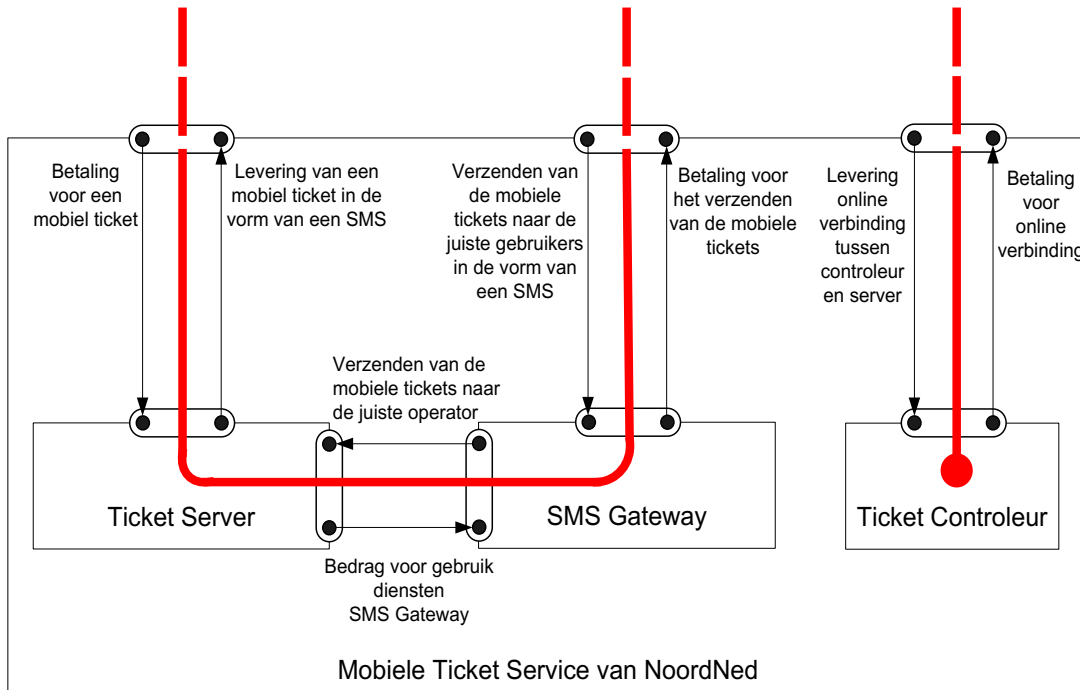 Betaling
voor een
mobiel ticket
Levering van een
mobiel ticket in de
vorm van een SMS
Verzenden van
de mobiele
tickets naar de
juiste gebruikers
in de vorm van
een SMS
Betaling voor
het verzenden
van de mobiele
tickets
Levering
online
verbinding
tussen
controleur
en server
Betaling
voor
online
verbinding
Verzenden van de
mobiele tickets naar
de juiste operator
Ticket Server
SMS Gateway
Ticket Controleur
Bedrag voor gebruik
diensten
SMS Gateway
Mobiele Ticket Service van NoordNed